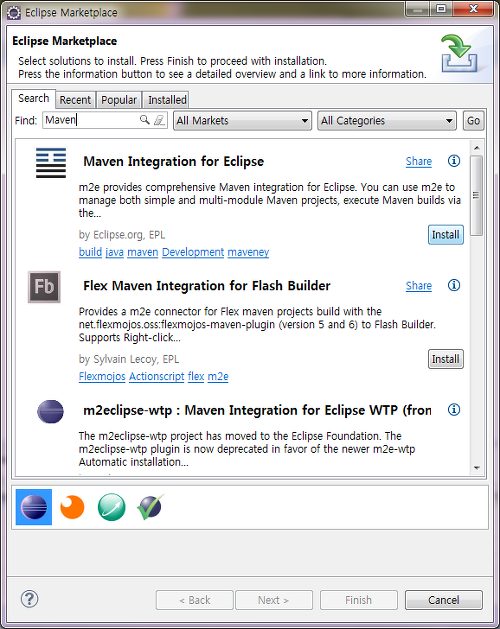 Eclipse Marketplace
Eclipse Marketplace
Select solutions to install. Press Finish to proceed with installation.
Press the information button to see a detailed overview and a link to more information.
Search Recent Popular Installed
Find: Maven All Markets All Categories Go
Maven Integration for Eclipse Share
m2e provides comprehensive Maven integration for Eclipse. You can use m2e to
manage both simple and multi-module Maven projects, execute Maven builds via
the...
by Eclipse.org, EPL Install
build java maven Development maveney
Fb Flex Maven Integration for Flash Builder Share
Provides a m2e connector for Flex maven projects build with the
net.flexmojos.oss:flexmojos-maven-plugin (version 5 and 6) to Flash Builder.
Supports Right-click...
by Sylvain Lecoy, EPL Install
Flexmojos Actionscript flex m2e
m2eclipse-wtp : Maven Integration for Eclipse WTP (fron
The m2eclipse-wtp project has moved to the Eclipse Foundation. The
m2eclipse-wtp plugin is now deprecated in favor of the newer m2e-wtp
Automatic installation...
? < Back Next > Finish Cancel